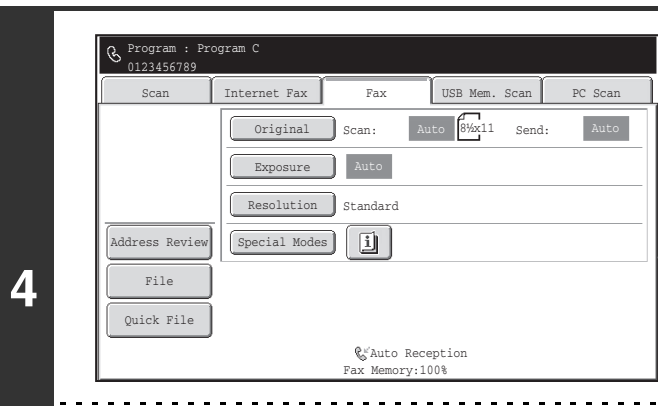 4
Program : Program C
0123456789
Scan Internet Fax Fax USB Mem. Scan PC Scan
Original Scan: Auto 8½x11 Send: Auto
Exposure Auto
Resolution Standard
Address Review Special Modes
File
Quick File
Auto Reception
Fax Memory:100%